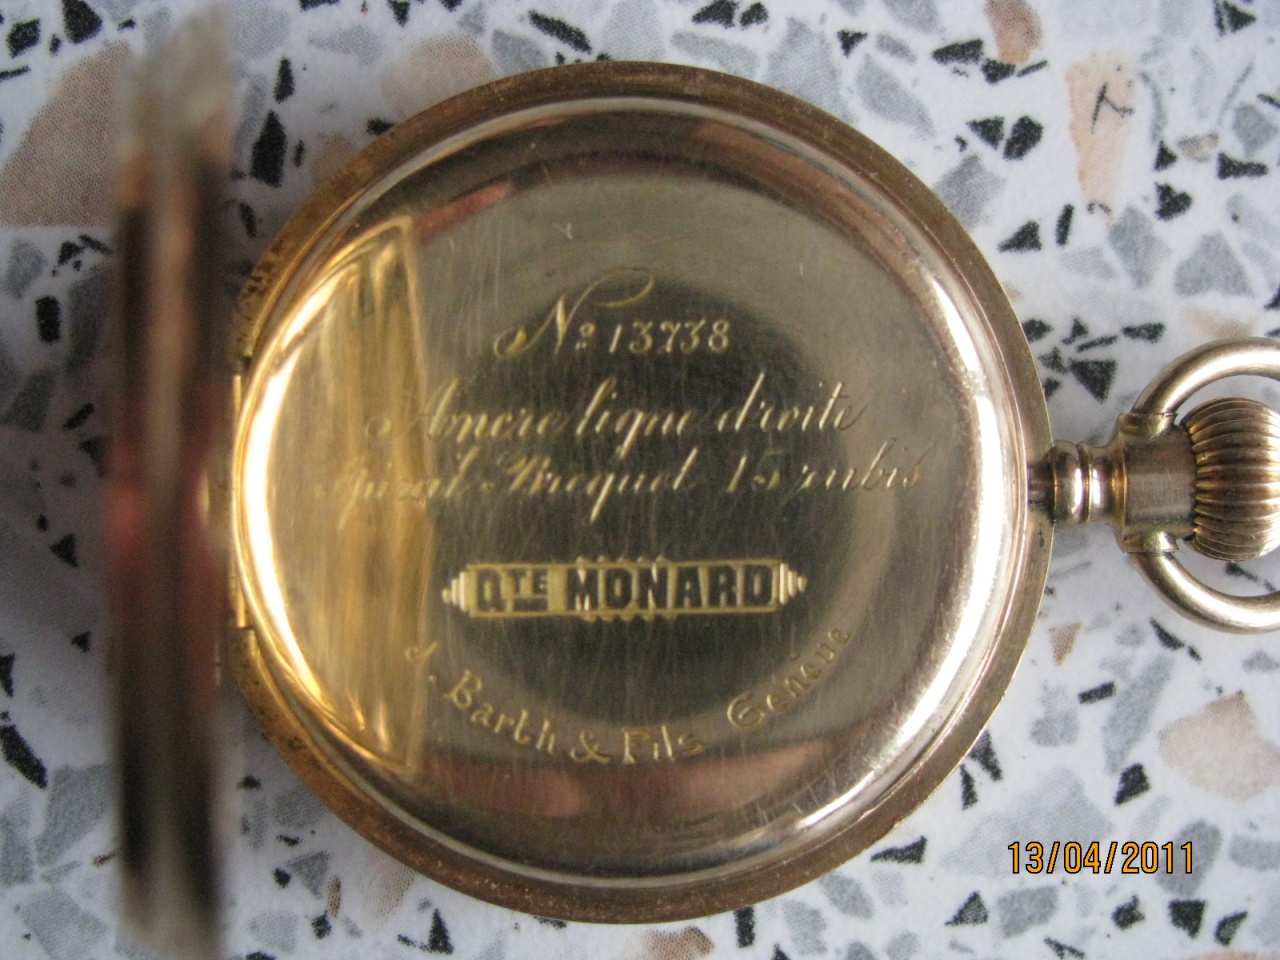 Nº 13738
Ancre ligne droite
Spiral Breguet 15 rubis
QTE MONARD
J. Barth & Fils Genève
13/04/2011